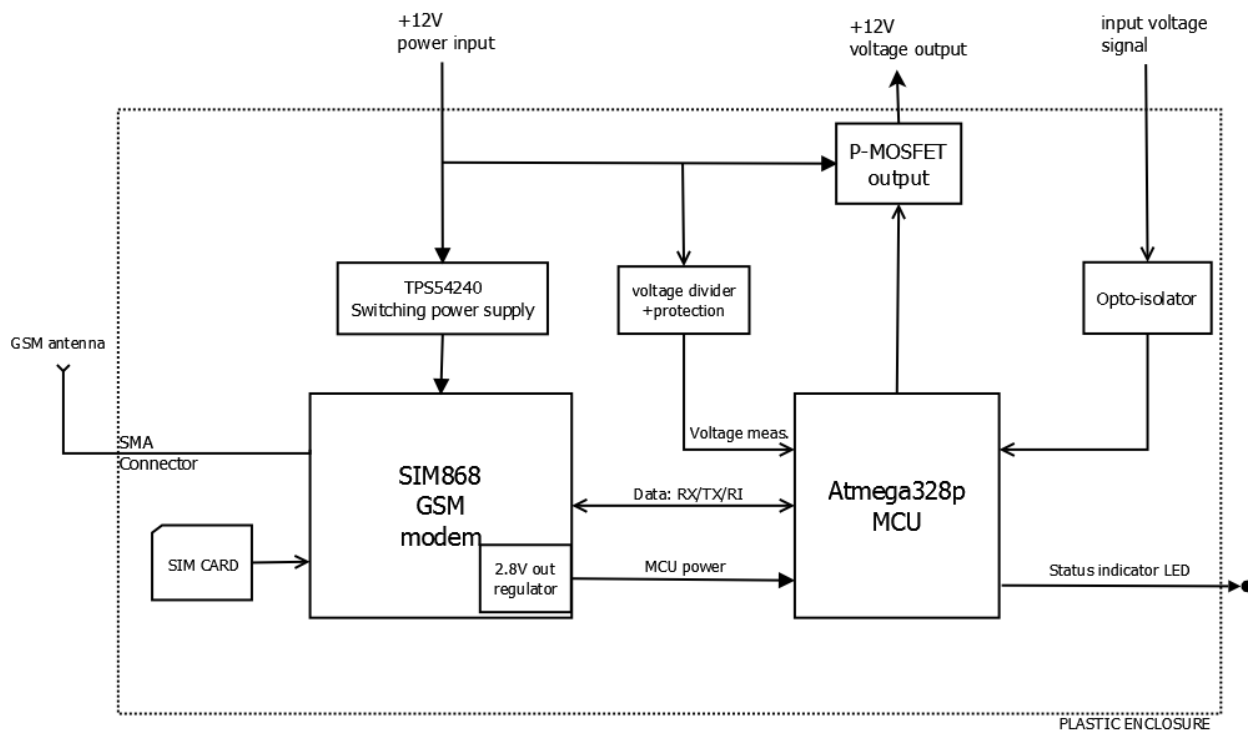 +12V
power input
+12V
voltage output
input voltage
signal
P-MOSFET
output
TPS54240
Switching power supply
voltage divider
+protection
Opto-isolator
GSM antenna
SMA
Connector
Voltage meas.
SIM868
GSM
modem
Data: RX/TX/RI
Atmega328p
MCU
SIM CARD
2.8V out
regulator
MCU power
Status indicator LED
PLASTIC ENCLOSURE